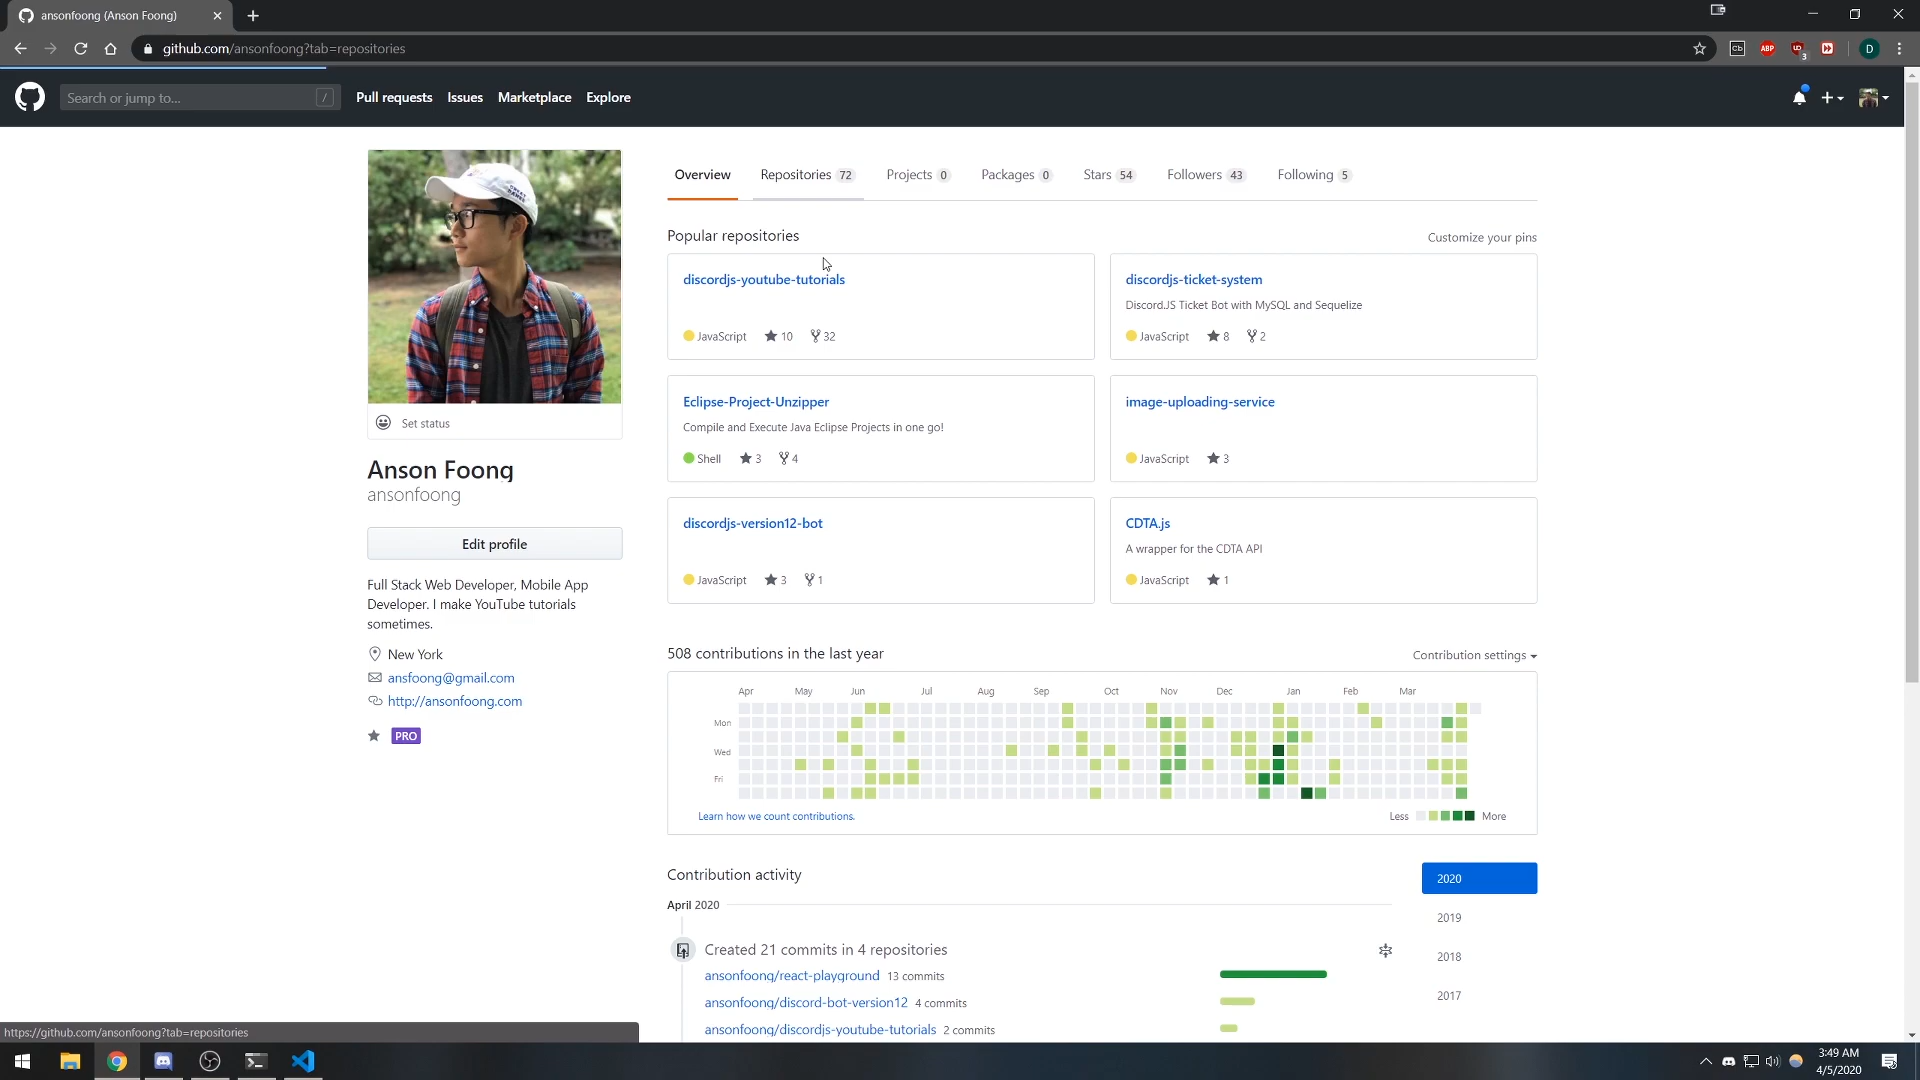 ansonfoong (Anson Foong)
github.com/ansonfoong?tab=repositories
Cb
ABP
3
D
Search or jump to...
/
Pull requests
Issues
Marketplace
Explore
Overview
Repositories 72
Projects 0
Packages 0
Stars 54
Followers 43
Following 5
Popular repositories
Customize your pins
discordjs-youtube-tutorials
JavaScript 10 32
discordjs-ticket-system
Discord.JS Ticket Bot with MySQL and Sequelize
JavaScript 8 2
Eclipse-Project-Unzipper
Compile and Execute Java Eclipse Projects in one go!
Shell 3 4
image-uploading-service
JavaScript 3
discordjs-version12-bot
JavaScript 3 1
CDTA.js
A wrapper for the CDTA API
JavaScript 1
Set status
Anson Foong
ansonfoong
Edit profile
Full Stack Web Developer, Mobile App
Developer. I make YouTube tutorials
sometimes.
New York
ansfoong@gmail.com
http://ansonfoong.com
PRO
508 contributions in the last year
Contribution settings
Apr May Jun Jul Aug Sep Oct Nov Dec Jan Feb Mar
Mon
Wed
Fri
Learn how we count contributions.
Less More
Contribution activity
2020
2019
2018
2017
April 2020
Created 21 commits in 4 repositories
ansonfoong/react-playground 13 commits
ansonfoong/discord-bot-version12 4 commits
ansonfoong/discordjs-youtube-tutorials 2 commits
https://github.com/ansonfoong?tab=repositories
3:49 AM
4/5/2020